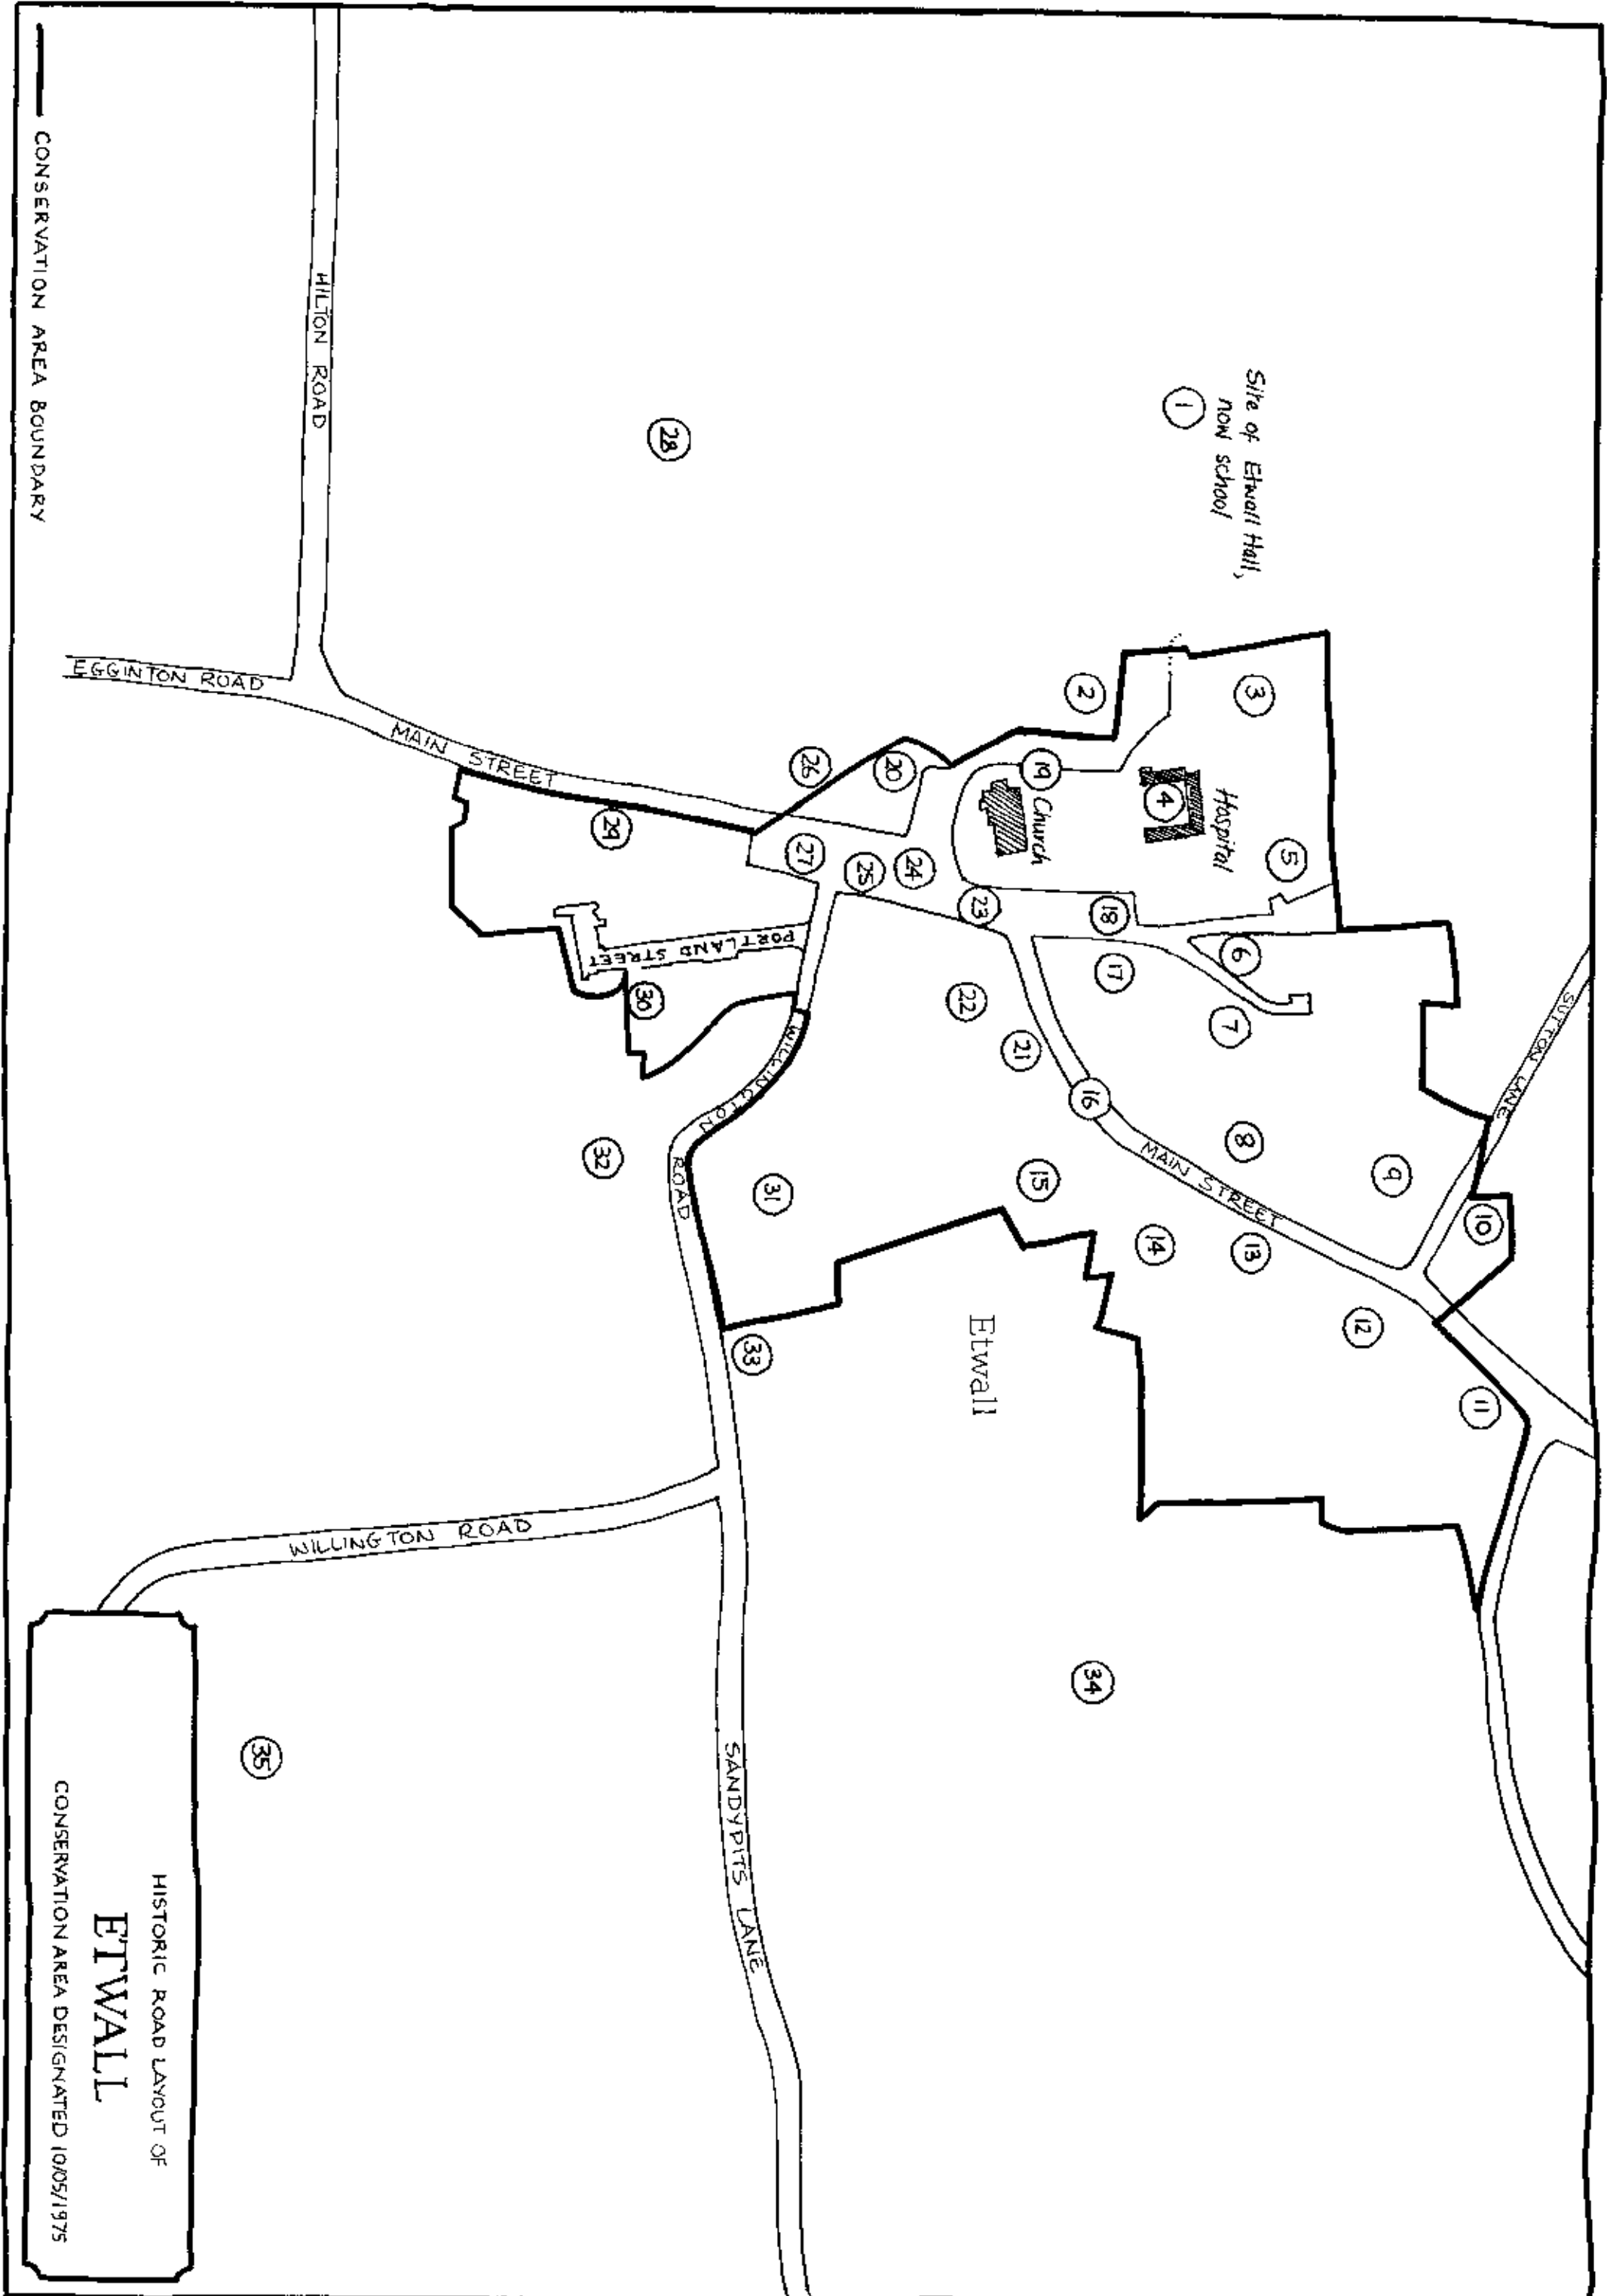 Site of Etwall Hall,
now school
1
2
3
Hospital
4
5
6
7
8
9
10
11
12
13
14
15
16
17
18
19
Church
20
21
22
23
24
25
26
27
28
29
30
31
32
33
34
35
SUTTON LANE
MAIN STREET
Etwall
MAIN STREET
PORTLAND STREET
WILLINGTON
ROAD
HILTON ROAD
EGGINTON ROAD
WILLINGTON ROAD
SANDYPITS LANE
CONSERVATION AREA BOUNDARY
HISTORIC ROAD LAYOUT OF
ETWALL
CONSERVATION AREA DESIGNATED 10/05/1975